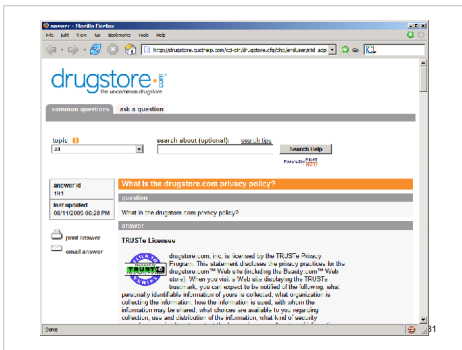 answer - Mozilla Firefox
File Edit View Go Bookmarks Tools Help
Go
drugstore
the uncommon drugstore
common questions ask a question
topic search about (optional): search tips
all Search Help
answer id
191
last updated
08/11/2005 06:28 PM
print answer
email answer
What is the drugstore.com privacy policy?
question
What is the drugstore.com privacy policy?
answer
TRUSTe Licensee
drugstore.com, inc. is licensed by the TRUSTe Privacy
Program. This statement discloses the privacy practices for the
drugstore.com™ Web site (including the Beauty.com™ Web
store). When you visit a Web site displaying the TRUSTe
trustmark, you can expect to be notified of the following: what
personally identifiable information of yours is collected; what organization is
collecting the information; how the information is used; with whom the
information may be shared; what choices are available to you regarding
collection, use and distribution of the information; what kind of security
Done
31